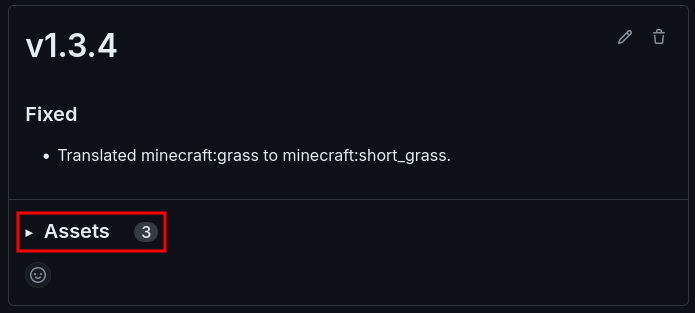 v1.3.4
Fixed
• Translated minecraft:grass to minecraft:short_grass.
▸ Assets 3